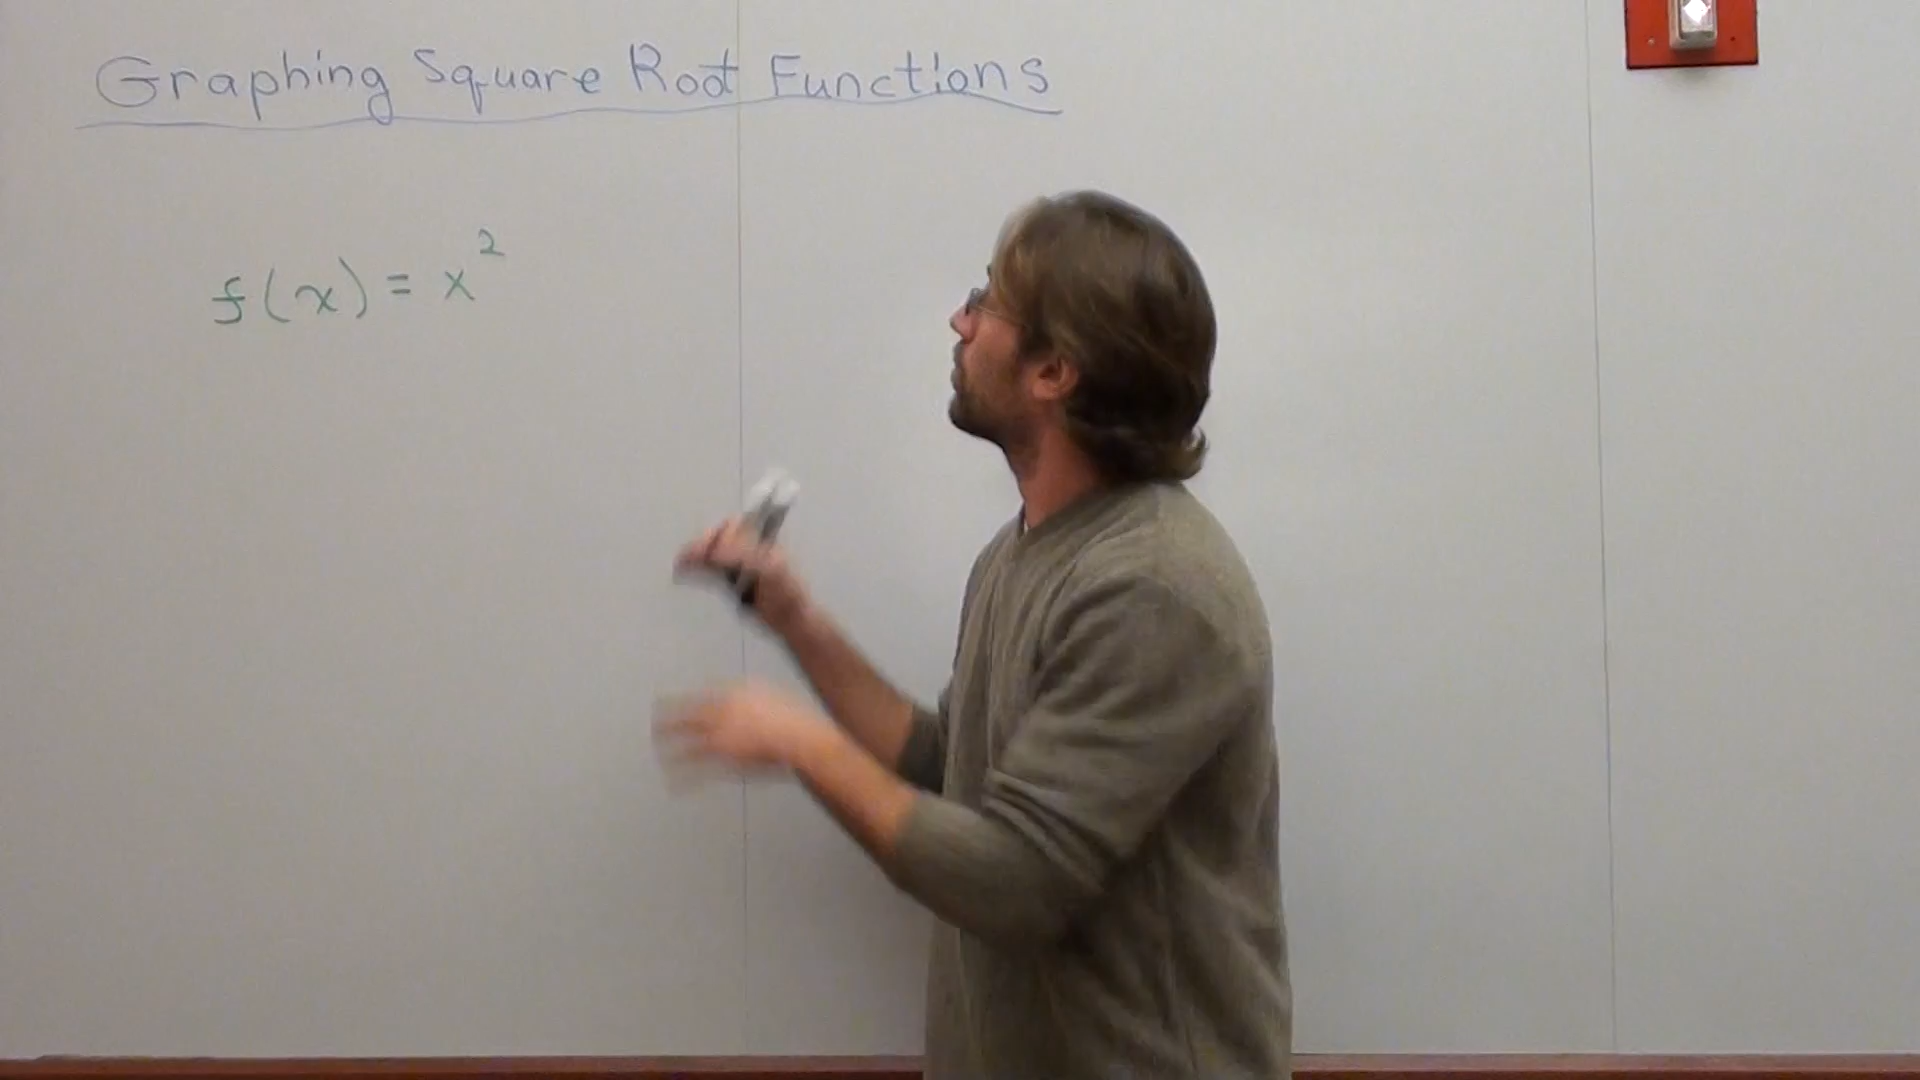 Graphing Square Root Functions
f(x) = x²